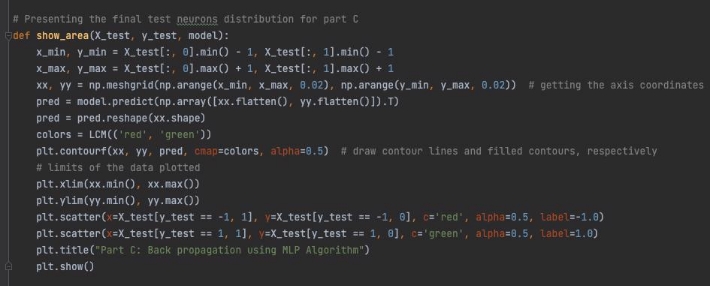 # Presenting the final test neurons distribution for part C
def show_area(X_test, y_test, model):
    x_min, y_min = X_test[:, 0].min() - 1, X_test[:, 1].min() - 1
    x_max, y_max = X_test[:, 0].max() + 1, X_test[:, 1].max() + 1
    xx, yy = np.meshgrid(np.arange(x_min, x_max, 0.02), np.arange(y_min, y_max, 0.02))  # getting the axis coordinates
    pred = model.predict(np.array([xx.flatten(), yy.flatten()]).T)
    pred = pred.reshape(xx.shape)
    colors = LCM(('red', 'green'))
    plt.contourf(xx, yy, pred, cmap=colors, alpha=0.5)  # draw contour lines and filled contours, respectively
    # limits of the data plotted
    plt.xlim(xx.min(), xx.max())
    plt.ylim(yy.min(), yy.max())
    plt.scatter(x=X_test[y_test == -1, 1], y=X_test[y_test == -1, 0], c='red', alpha=0.5, label=-1.0)
    plt.scatter(x=X_test[y_test == 1, 1], y=X_test[y_test == 1, 0], c='green', alpha=0.5, label=1.0)
    plt.title("Part C: Back propagation using MLP Algorithm")
    plt.show()